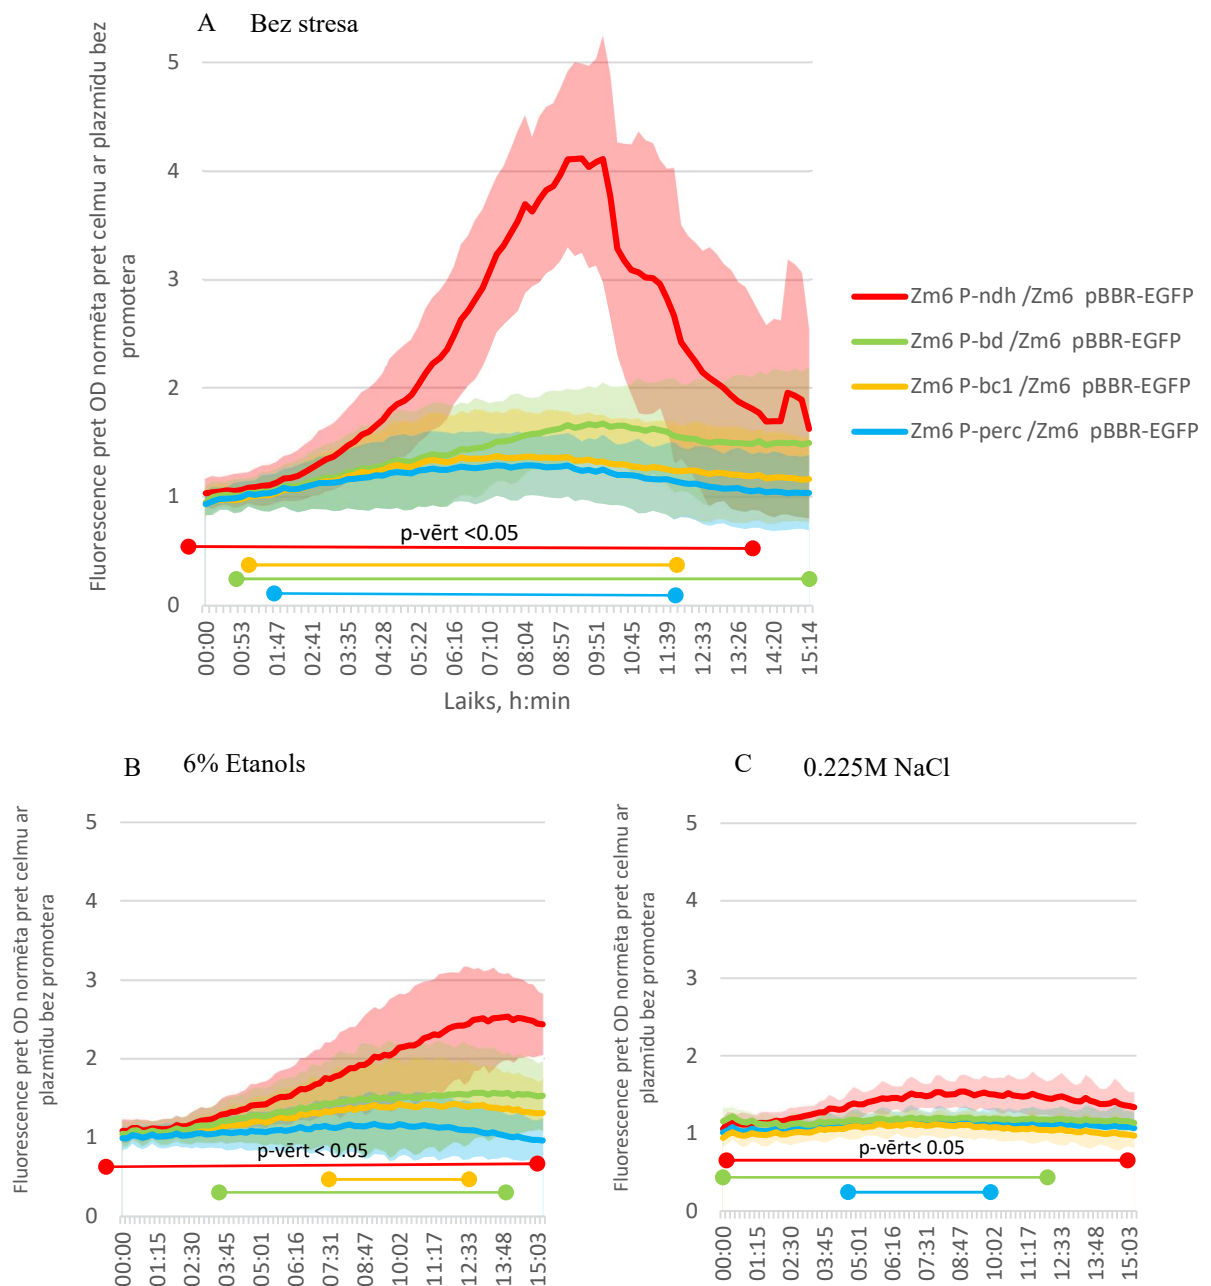 A Bez stresa
Fluorescence pret OD normēta pret celmu ar plazmīdu bez
promotera
5
4
3
2
1
0
p-vērt <0.05
00:00 00:53 01:47 02:41 03:35 04:28 05:22 06:16 07:10 08:04 08:57 09:51 10:45 11:39 12:33 13:26 14:20 15:14
Laiks, h:min
Zm6 P-ndh /Zm6 pBBR-EGFP
Zm6 P-bd /Zm6 pBBR-EGFP
Zm6 P-bc1 /Zm6 pBBR-EGFP
Zm6 P-perc /Zm6 pBBR-EGFP
B 6% Etanols
Fluorescence pret OD normēta pret celmu ar
plazmīdu bez promotera
5
4
3
2
1
0
p-vērt < 0.05
00:00 01:15 02:30 03:45 05:01 06:16 07:31 08:47 10:02 11:17 12:33 13:48 15:03
C 0.225M NaCl
Fluorescence pret OD normēta pret celmu ar
plazmīdu bez promotera
5
4
3
2
1
0
p-vērt< 0.05
00:00 01:15 02:30 03:45 05:01 06:16 07:31 08:47 10:02 11:17 12:33 13:48 15:03